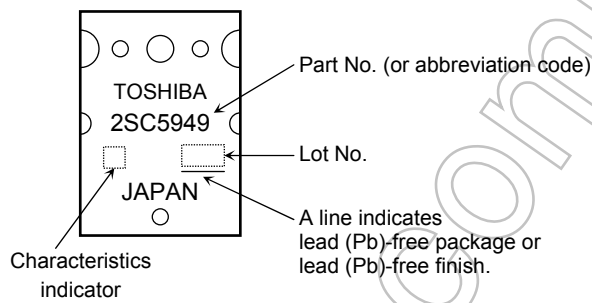 TOSHIBA
2SC5949
JAPAN
Part No. (or abbreviation code)
Lot No.
A line indicates
lead (Pb)-free package or
lead (Pb)-free finish.
Characteristics
indicator
com